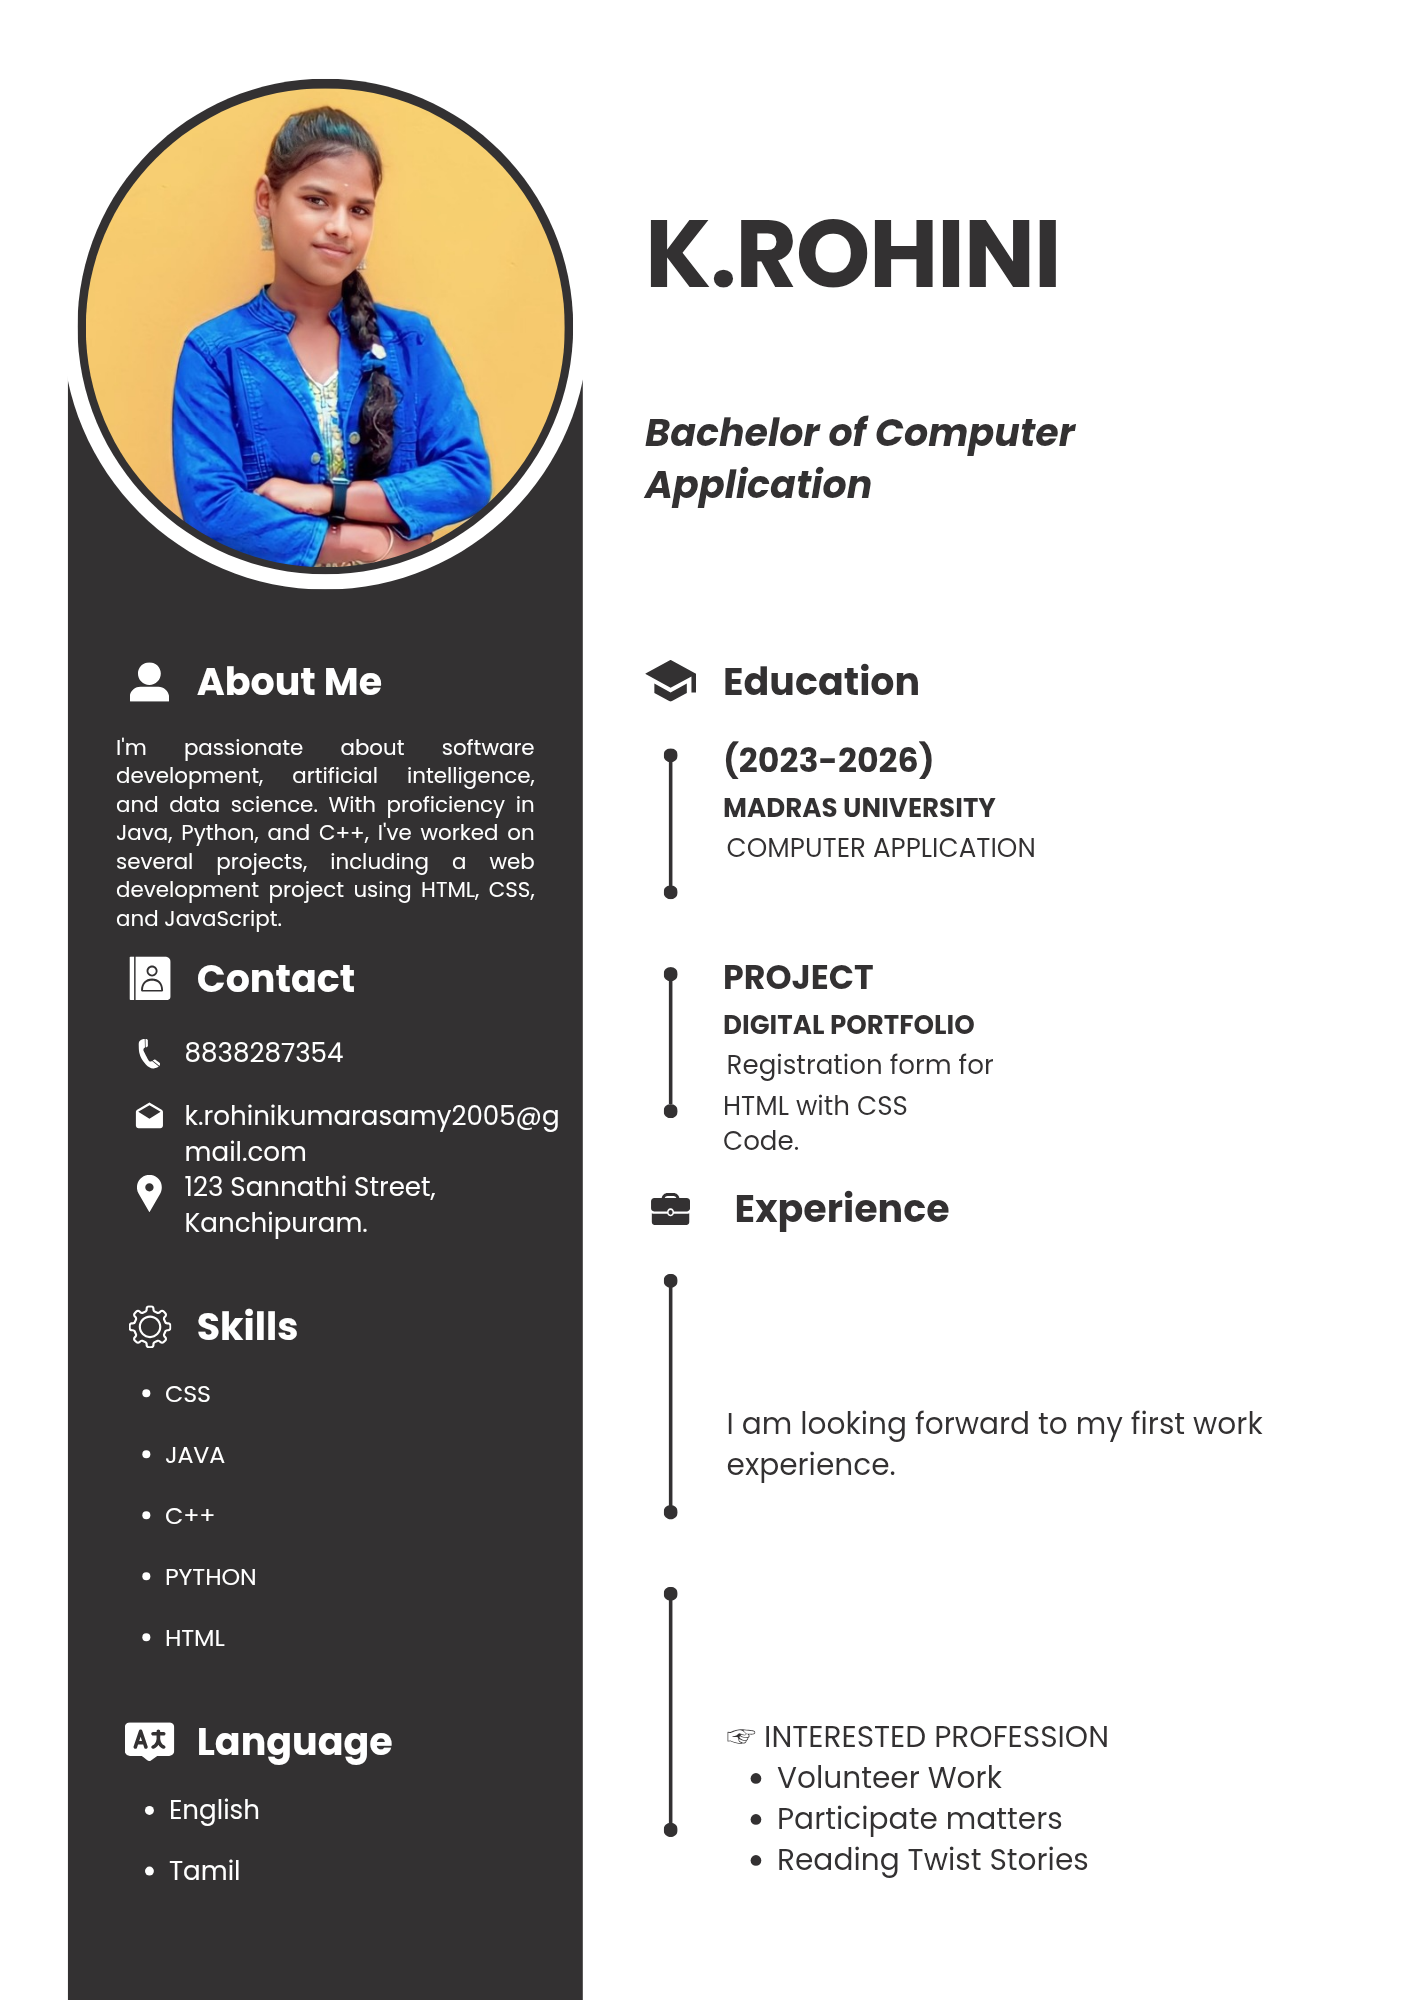 K.ROHINI
Bachelor of Computer
Application
About Me
I'm passionate about software
development, artificial intelligence,
and data science. With proficiency in
Java, Python, and C++, I've worked on
several projects, including a web
development project using HTML, CSS,
and JavaScript.
Contact
8838287354
k.rohinikumarasamy2005@g
mail.com
123 Sannathi Street,
Kanchipuram.
Skills
• CSS
• JAVA
• C++
• PYTHON
• HTML
Language
• English
• Tamil
Education
(2023-2026)
MADRAS UNIVERSITY
COMPUTER APPLICATION
PROJECT
DIGITAL PORTFOLIO
Registration form for
HTML with CSS
Code.
Experience
I am looking forward to my first work
experience.
☞ INTERESTED PROFESSION
• Volunteer Work
• Participate matters
• Reading Twist Stories